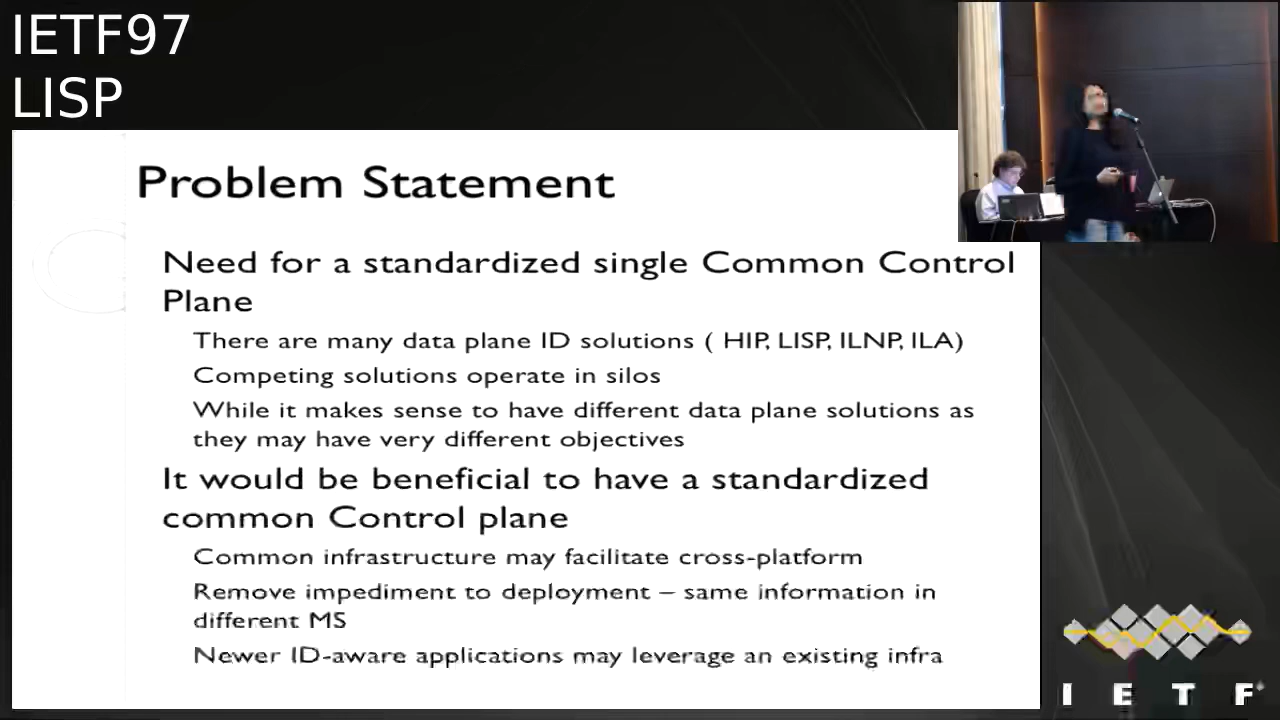 IETF97
LISP
Problem Statement
Need for a standardized single Common Control
Plane
There are many data plane ID solutions ( HIP, LISP, ILNP, ILA)
Competing solutions operate in silos
While it makes sense to have different data plane solutions as
they may have very different objectives
It would be beneficial to have a standardized
common Control plane
Common infrastructure may facilitate cross-platform
Remove impediment to deployment – same information in
different MS
Newer ID-aware applications may leverage an existing infra
I E T F